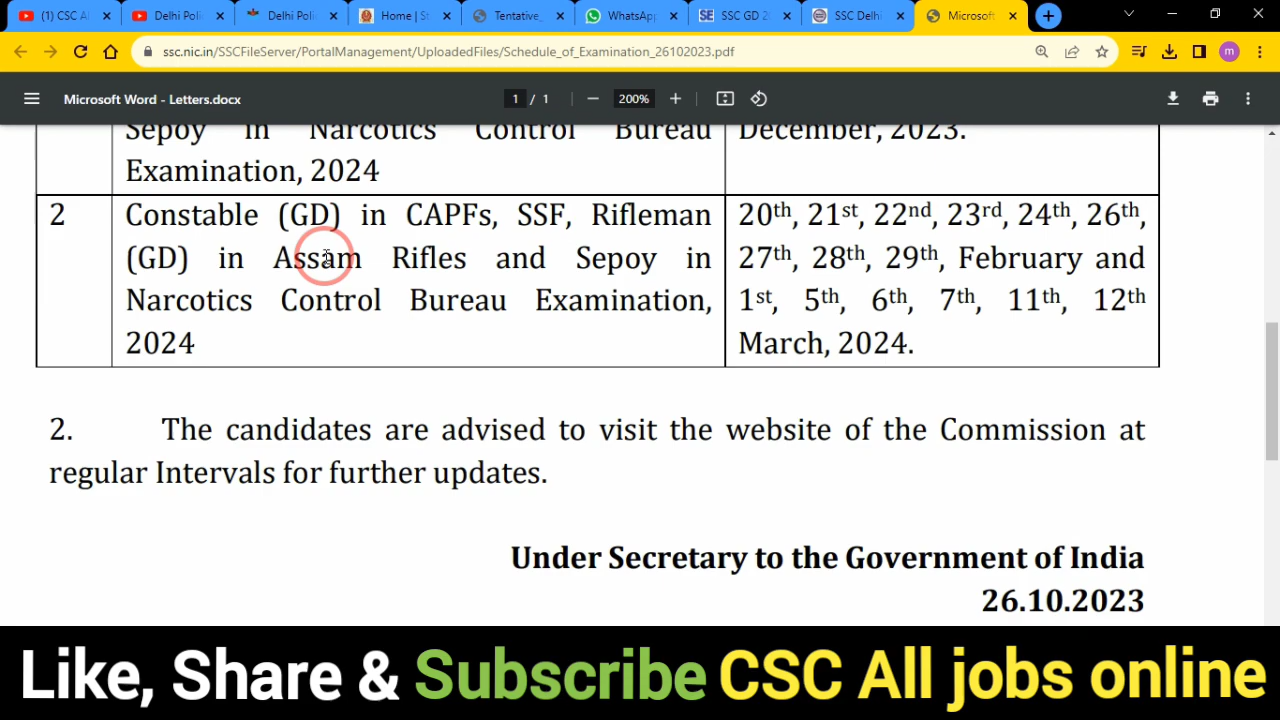 (1) CSC Al
Delhi Poli
Delhi Poli
Home | S
Tentative_
WhatsApp
SSC GD 2
SSC Delhi
Microsoft
m
ssc.nic.in/SSCFileServer/PortalManagement/UploadedFiles/Schedule_of_Examination_26102023.pdf
Microsoft Word - Letters.docx
1 / 1
200%
Sepoy in Narcotics Control Bureau
Examination, 2024
December, 2023.
2
Constable (GD) in CAPFs, SSF, Rifleman
(GD) in Assam Rifles and Sepoy in
Narcotics Control Bureau Examination,
2024
20th, 21st, 22nd, 23rd, 24th, 26th,
27th, 28th, 29th, February and
1st, 5th, 6th, 7th, 11th, 12th
March, 2024.
2. The candidates are advised to visit the website of the Commission at
regular Intervals for further updates.
Under Secretary to the Government of India
26.10.2023
Like, Share & Subscribe CSC All jobs online